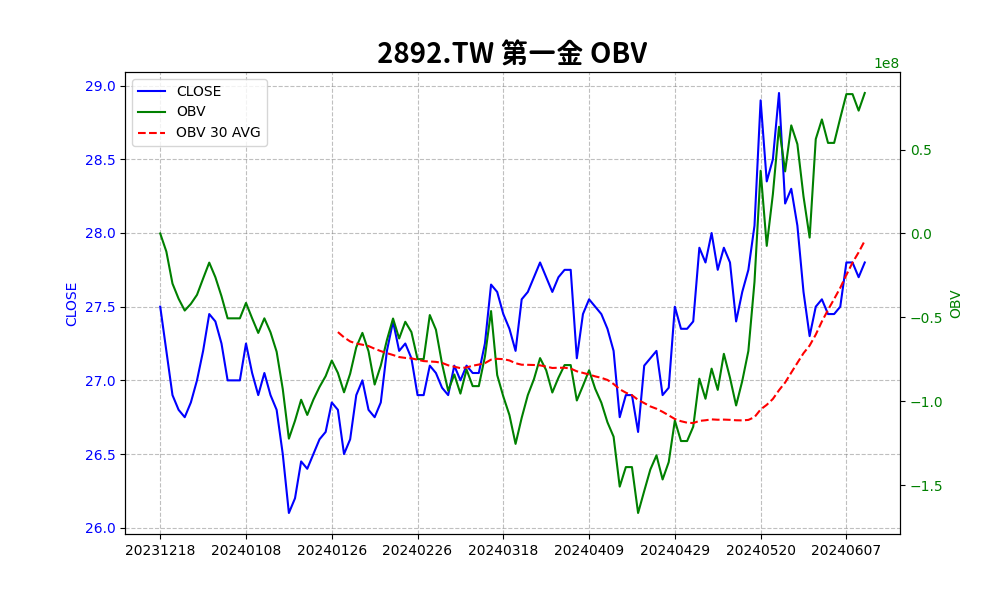 2892.TW 第一金 OBV
1e8
CLOSE
OBV
OBV 30 AVG
29.0
28.5
28.0
27.5
27.0
26.5
26.0
CLOSE
0.5
0.0
−0.5
−1.0
−1.5
OBV
20231218 20240108 20240126 20240226 20240318 20240409 20240429 20240520 20240607